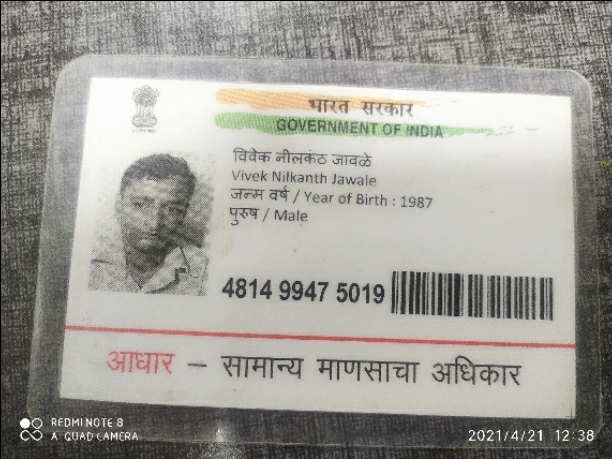 भारत सरकार
GOVERNMENT OF INDIA
विवेक नीलकंठ जावळे
Vivek Nilkanth Jawale
जन्म वर्ष / Year of Birth : 1987
पुरुष / Male
4814 9947 5019
आधार – सामान्य माणसाचा अधिकार
REDMI NOTE 8
AI QUAD CAMERA
2021/4/21 12:38